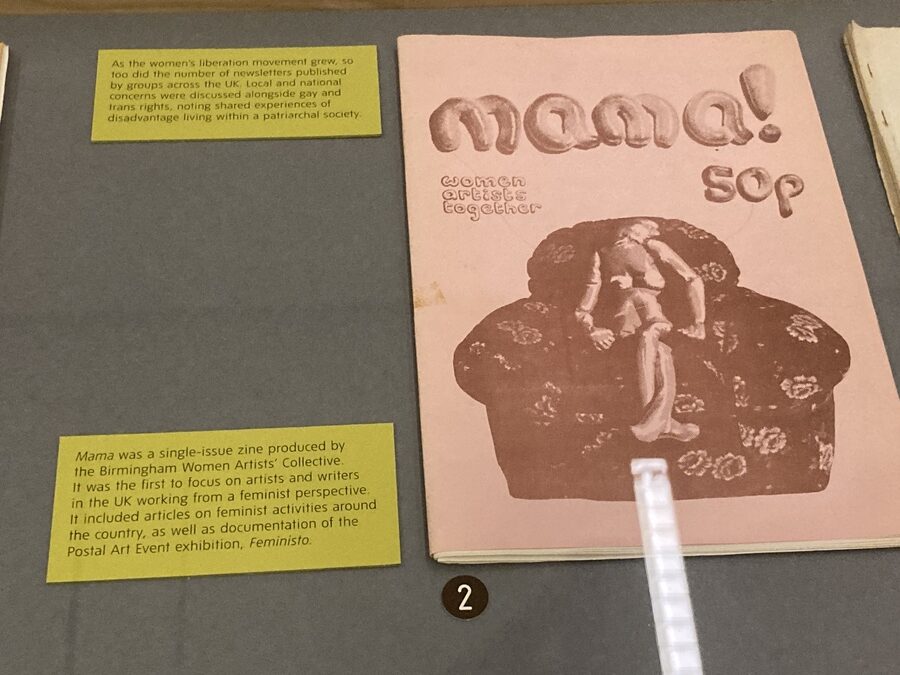 As the women's liberation movement grew, so
too did the number of newsletters published
by groups across the UK. Local and national
concerns were discussed alongside gay and
trans rights, noting shared experiences of
disadvantage living within a patriarchal society.
mama!
50p
women
artists
together
Mama was a single-issue zine produced by
the Birmingham Women Artists' Collective.
It was the first to focus on artists and writers
in the UK working from a feminist perspective.
It included articles on feminist activities around
the country, as well as documentation of the
Postal Art Event exhibition, Feministo.
2